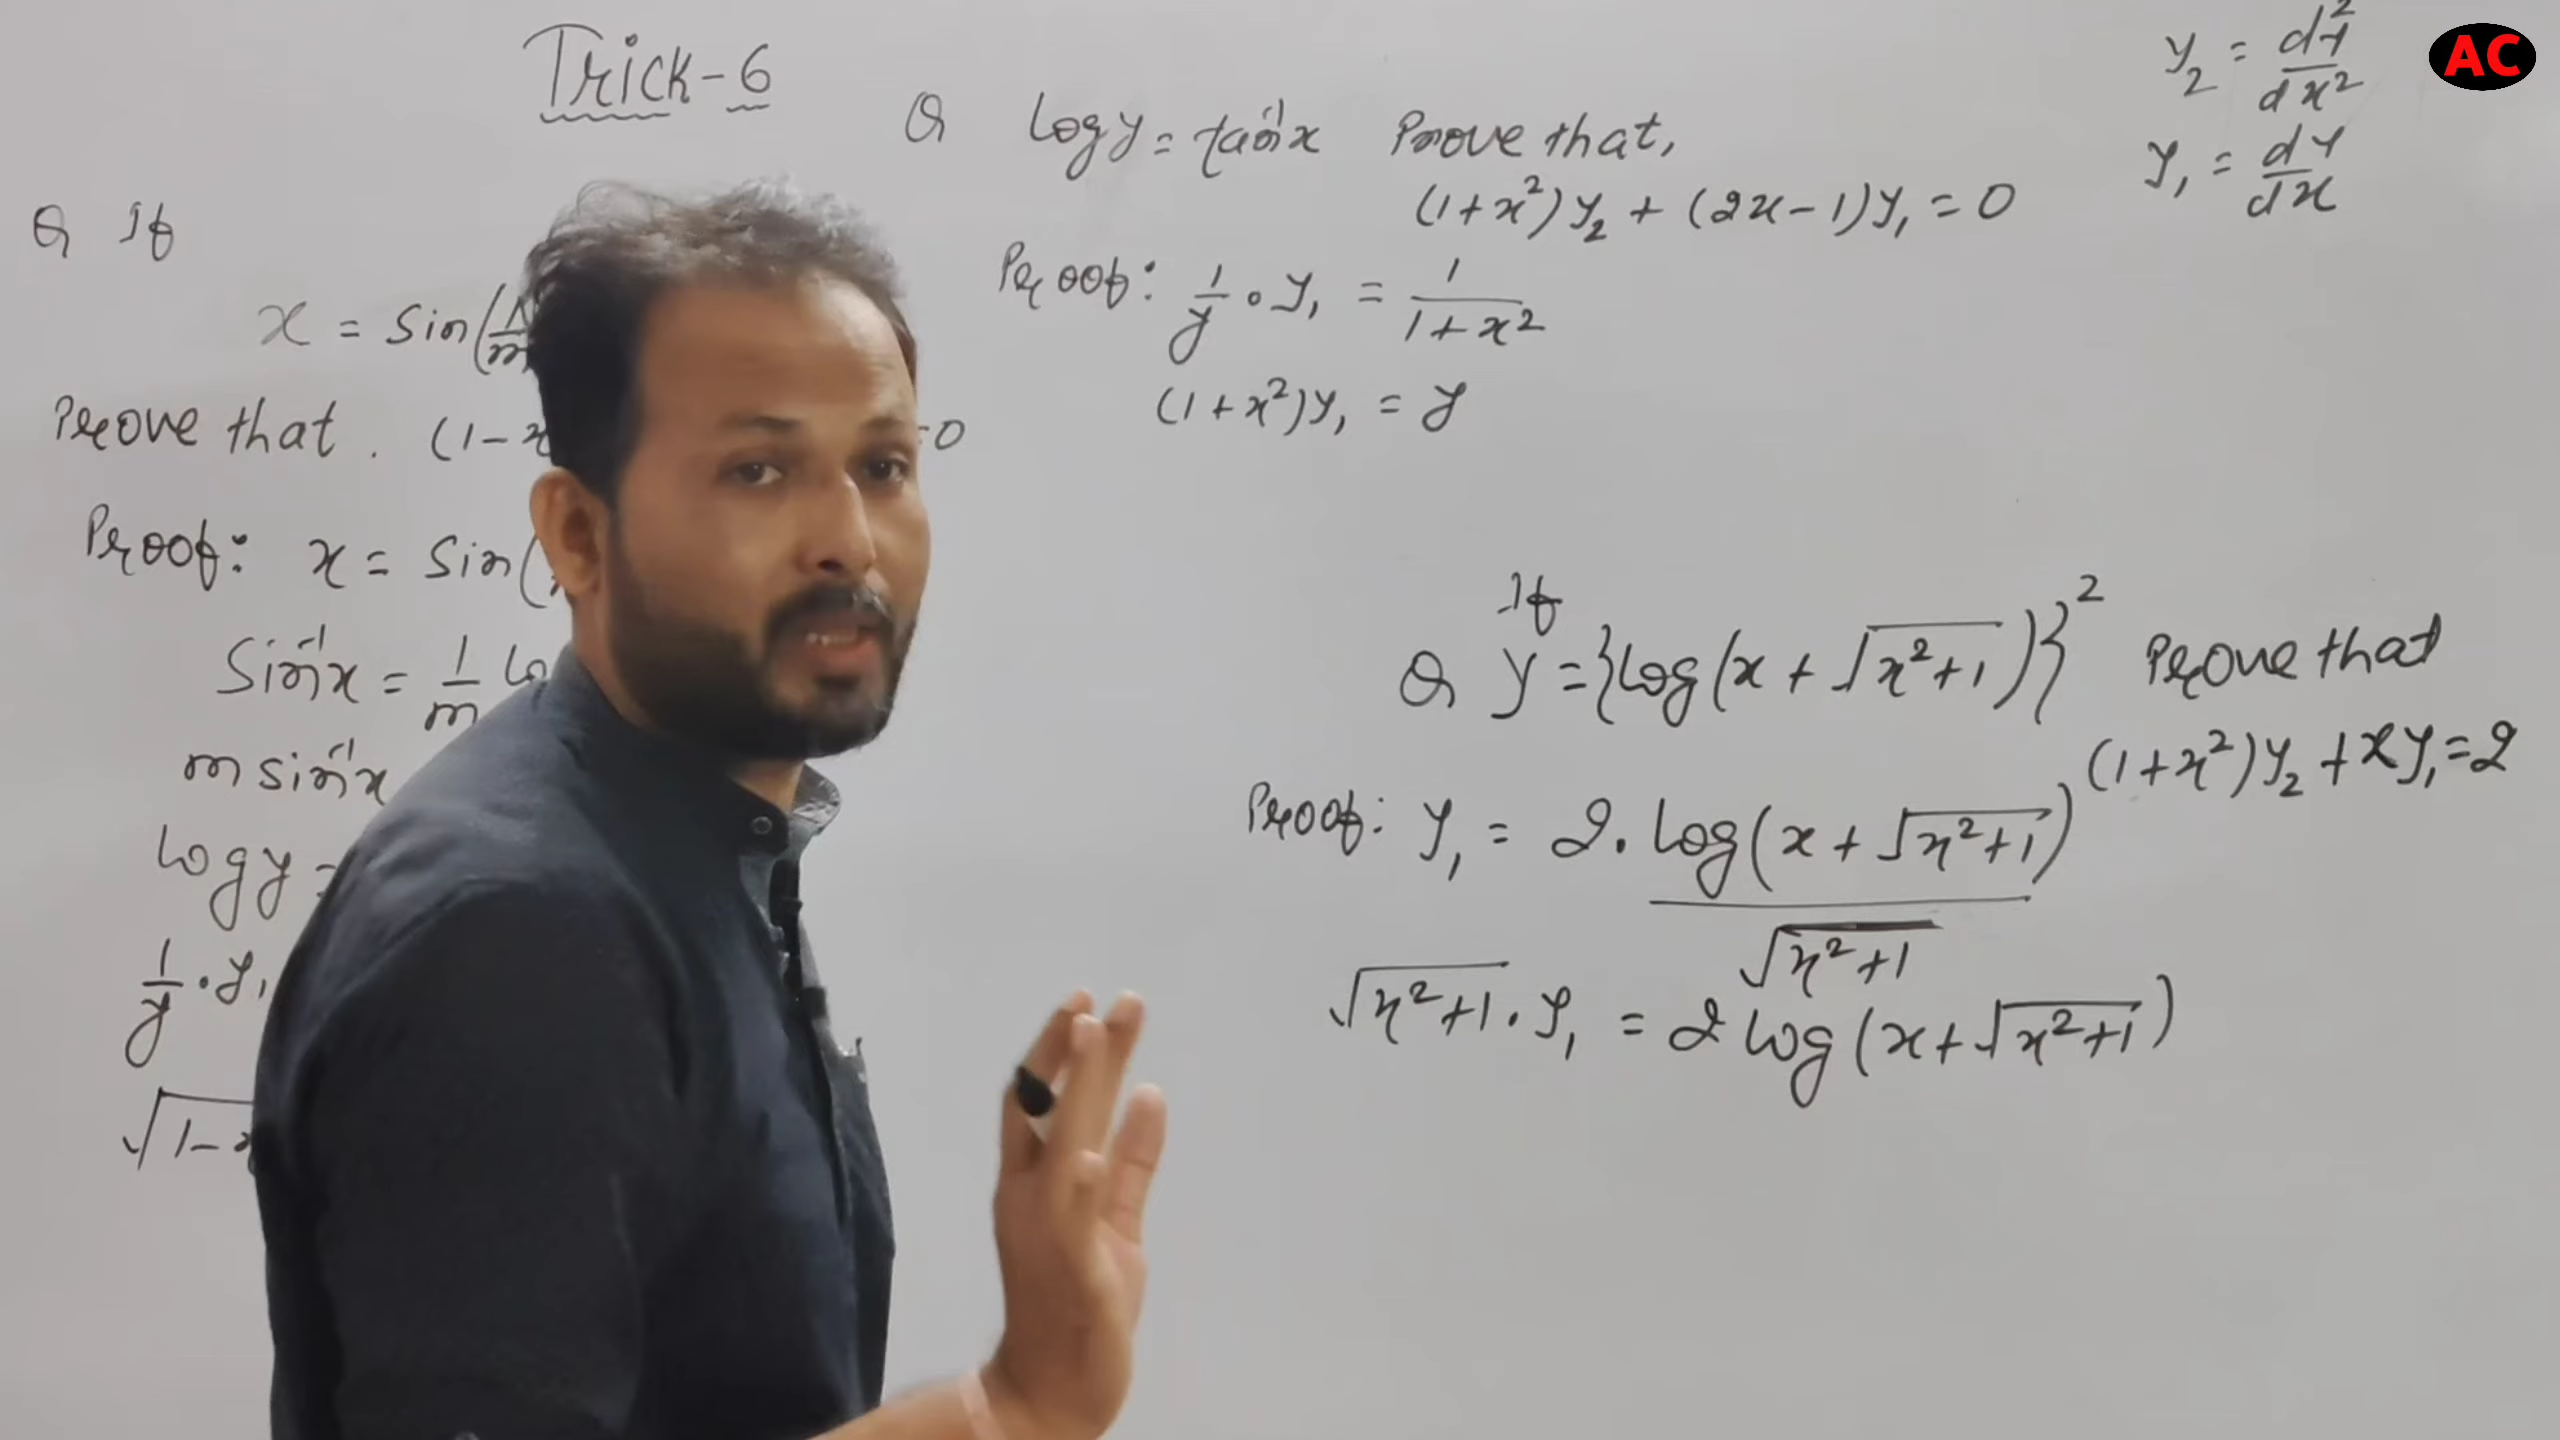 Trick-6
Q If
x = Sin(1/m
Prove that. (1-x =0
Proof: x = Sin(
Sin⁻¹x = 1/m lo
m sin⁻¹x
log y =
1/y · y₁
√1-x
Q log y = tan⁻¹x Prove that,
(1+x²)y₂ + (2x-1)y₁ = 0
Proof: 1/y · y₁ = 1/1+x²
(1+x²)y₁ = y
y₂ = d²y/dx²
y₁ = dy/dx
AC
If
Q y = {log(x + √x²+1)}² Prove that
(1+x²)y₂ + xy₁ = 2
Proof: y₁ = 2. log(x + √x²+1)/√x²+1
√x²+1 . y₁ = 2 log(x + √x²+1)